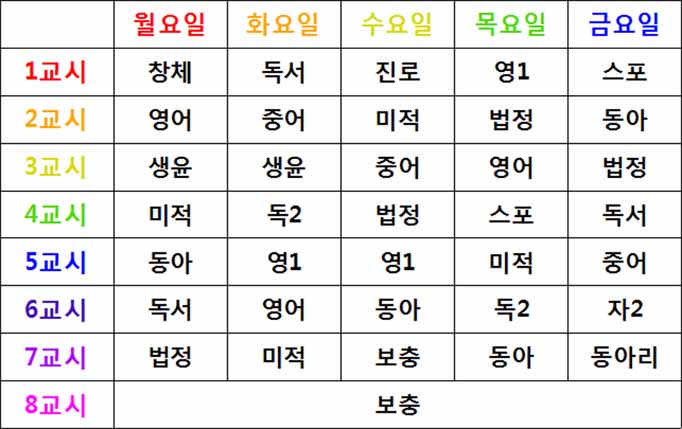 월요일 화요일 수요일 목요일 금요일
1교시 창체 독서 진로 영1 스포
2교시 영어 중어 미적 법정 동아
3교시 생윤 생윤 중어 영어 법정
4교시 미적 독2 법정 스포 독서
5교시 동아 영1 영1 미적 중어
6교시 독서 영어 동아 독2 자2
7교시 법정 미적 보충 동아 동아리
8교시 보충